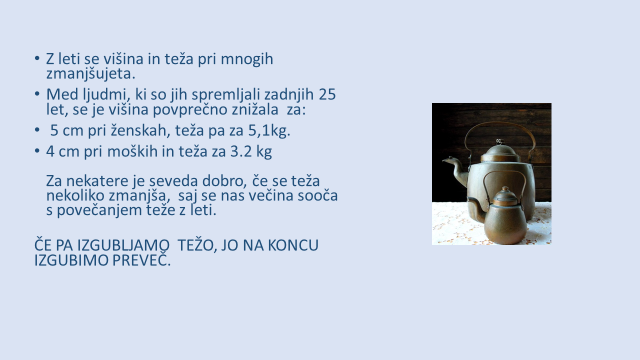 • Z leti se višina in teža pri mnogih
zmanjšujeta.
• Med ljudmi, ki so jih spremljali zadnjih 25
let, se je višina povprečno znižala  za:
•  5 cm pri ženskah, teža pa za 5,1kg.
• 4 cm pri moških in teža za 3.2 kg
Za nekatere je seveda dobro, če se teža
nekoliko zmanjša,  saj se nas večina sooča
s povečanjem teže z leti.
ČE PA IZGUBLJAMO  TEŽO, JO NA KONCU
IZGUBIMO PREVEČ.